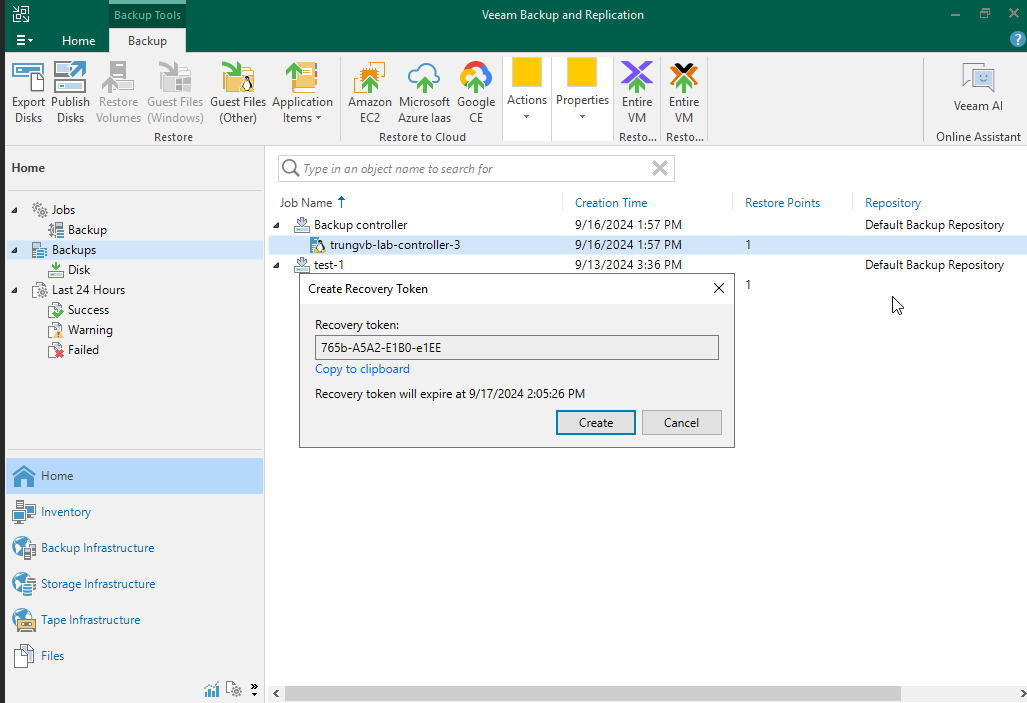 Backup Tools
Veeam Backup and Replication
Home
Backup
?
Export Disks
Publish Disks
Restore Volumes
Guest Files (Windows)
Guest Files (Other)
Application Items
Restore
Amazon EC2
Microsoft Azure Iaas
Google CE
Restore to Cloud
Actions
Properties
Entire VM
Resto...
Entire VM
Resto...
Veeam AI
Online Assistant
Home
Jobs
Backup
Backups
Disk
Last 24 Hours
Success
Warning
Failed
Home
Inventory
Backup Infrastructure
Storage Infrastructure
Tape Infrastructure
Files
Type in an object name to search for
Job Name Creation Time Restore Points Repository
Backup controller 9/16/2024 1:57 PM Default Backup Repository
trungvb-lab-controller-3 9/16/2024 1:57 PM 1
test-1 9/13/2024 3:36 PM Default Backup Repository
1
Create Recovery Token
Recovery token:
765b-A5A2-E1B0-e1EE
Copy to clipboard
Recovery token will expire at 9/17/2024 2:05:26 PM
Create Cancel